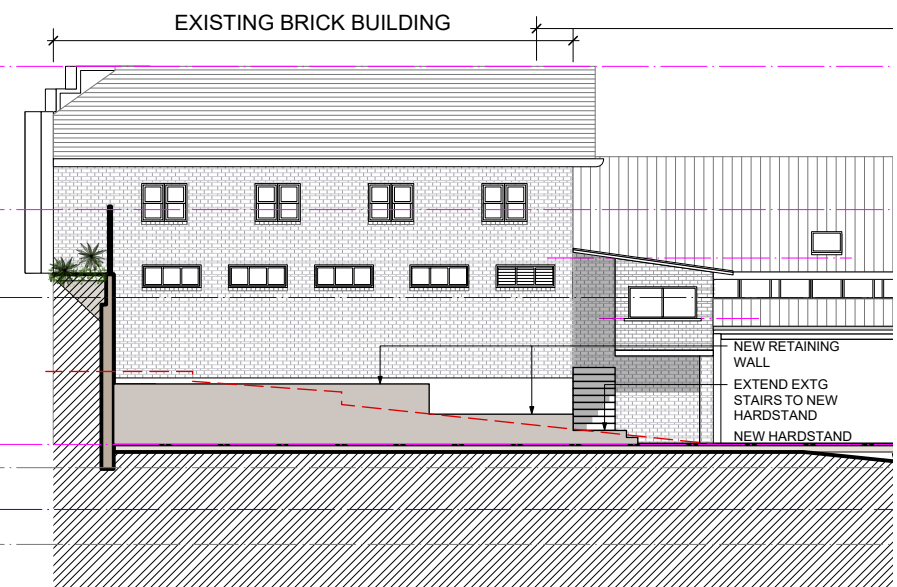 EXISTING BRICK BUILDING
NEW RETAINING
WALL
EXTEND EXTG
STAIRS TO NEW
HARDSTAND
NEW HARDSTAND